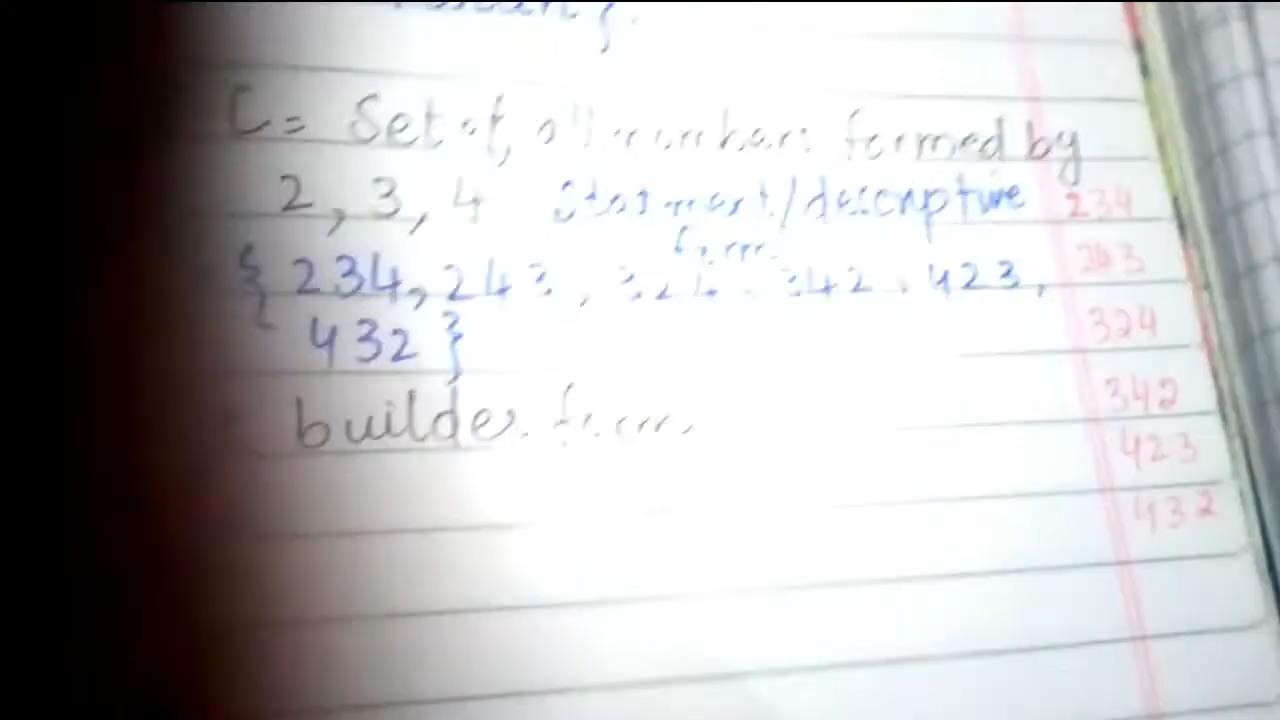 C = Set of all numbers formed by
2, 3, 4 Statement/descriptive
form
{ 234, 243, 324, 342, 423,
432 }
builder form
234
243
324
342
423
432